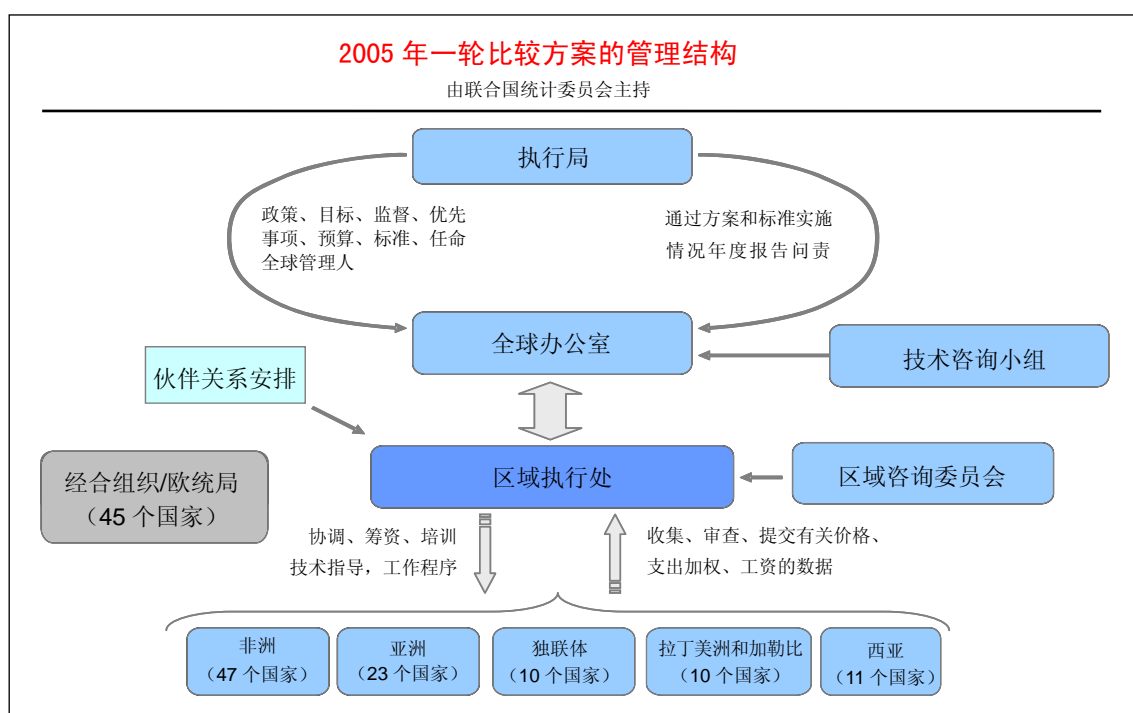 2005 年一轮比较方案的管理结构
由联合国统计委员会主持
执行局
政策、目标、监督、优先
事项、预算、标准、任命
全球管理人
通过方案和标准实施
情况年度报告问责
全球办公室
技术咨询小组
伙伴关系安排
区域执行处
区域咨询委员会
经合组织/欧统局
（45 个国家）
协调、筹资、培训
技术指导，工作程序
收集、审查、提交有关价格、
支出加权、工资的数据
非洲
（47 个国家）
亚洲
（23 个国家）
独联体
（10 个国家）
拉丁美洲和加勒比
（10 个国家）
西亚
（11 个国家）